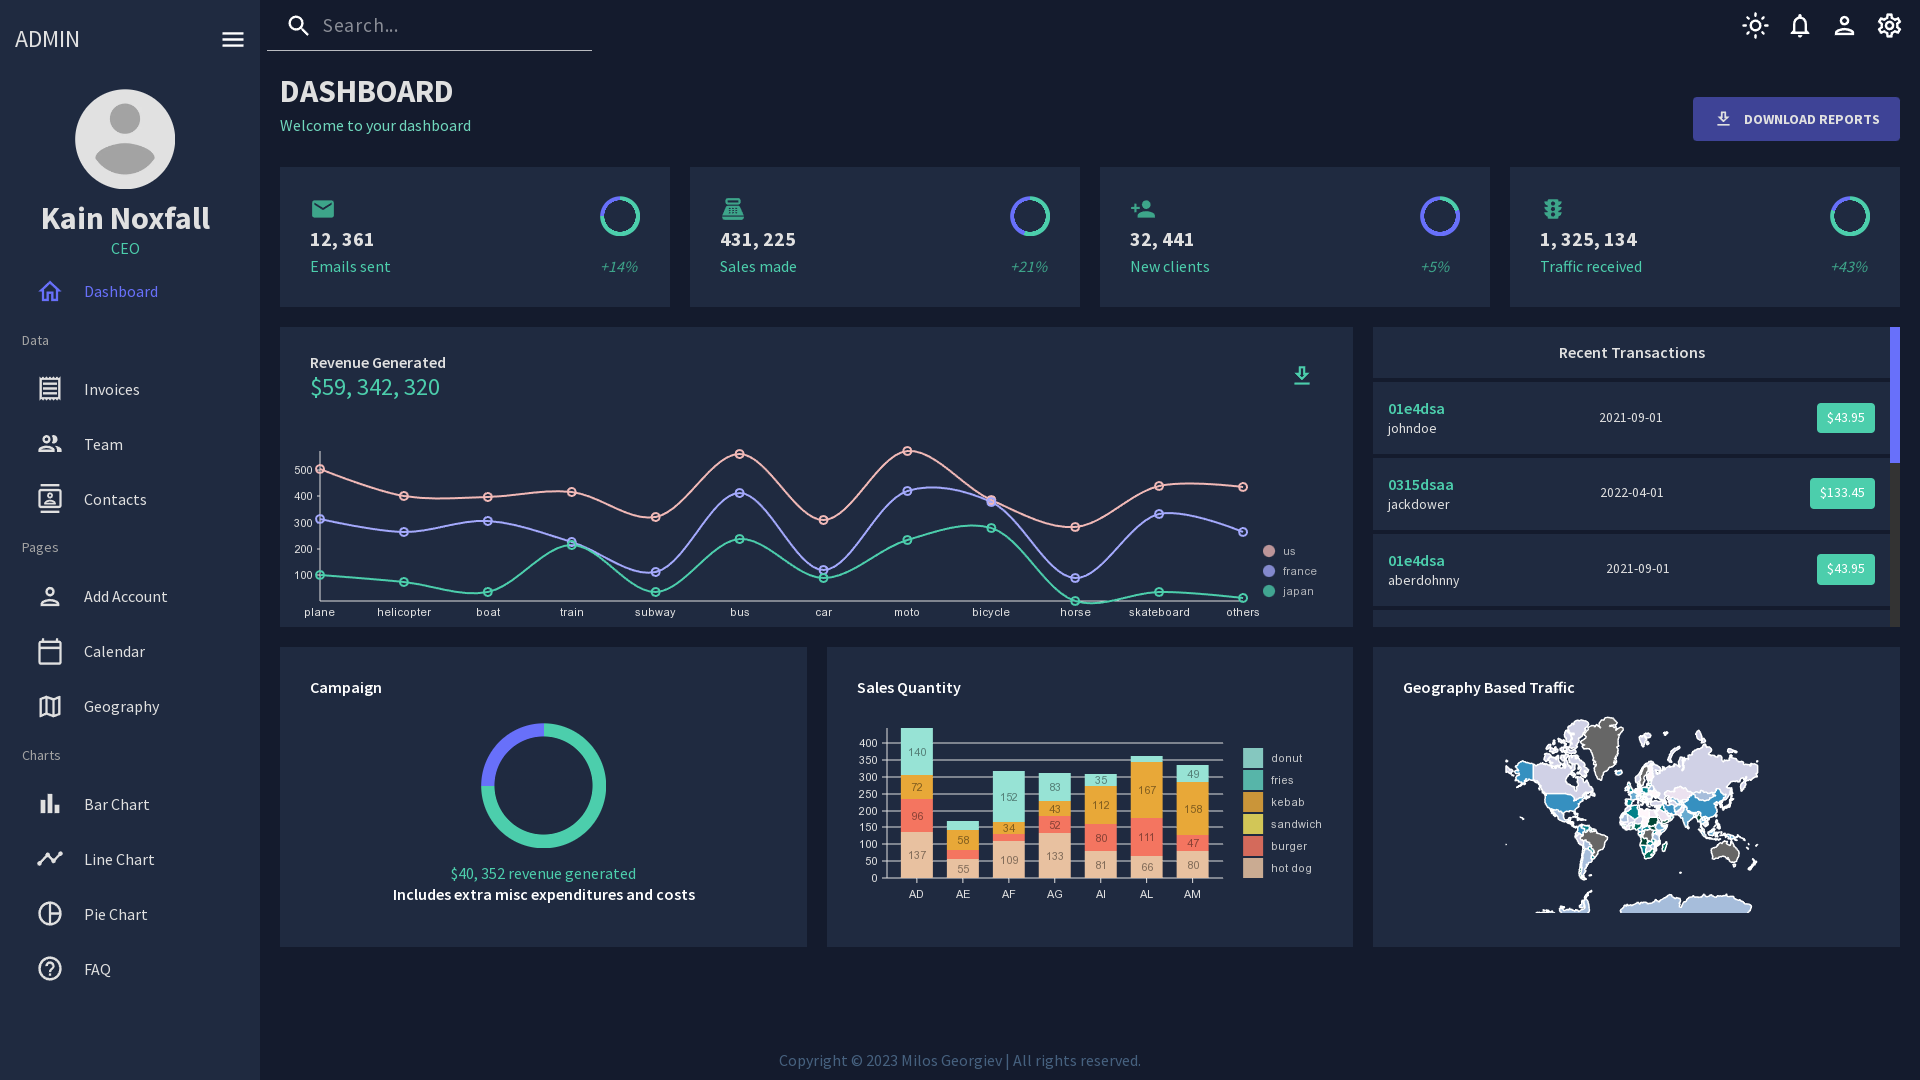 ADMIN
Search...
Kain Noxfall
CEO
Dashboard
Data
Invoices
Team
Contacts
Pages
Add Account
Calendar
Geography
Charts
Bar Chart
Line Chart
Pie Chart
FAQ
DASHBOARD
Welcome to your dashboard
DOWNLOAD REPORTS
12, 361
Emails sent
+14%
431, 225
Sales made
+21%
32, 441
New clients
+5%
1, 325, 134
Traffic received
+43%
Revenue Generated
$59, 342, 320
500
400
300
200
100
plane helicopter boat train subway bus car moto bicycle horse skateboard others
us
france
japan
Recent Transactions
01e4dsa
johndoe
2021-09-01
$43.95
0315dsaa
jackdower
2022-04-01
$133.45
01e4dsa
aberdohnny
2021-09-01
$43.95
Campaign
$40, 352 revenue generated
Includes extra misc expenditures and costs
Sales Quantity
400
350
300
250
200
150
100
50
0
140
72
96
137
58
55
152
34
109
83
43
52
133
35
112
80
81
167
111
66
49
158
47
80
AD AE AF AG AI AL AM
donut
fries
kebab
sandwich
burger
hot dog
Geography Based Traffic
Copyright © 2023 Milos Georgiev | All rights reserved.